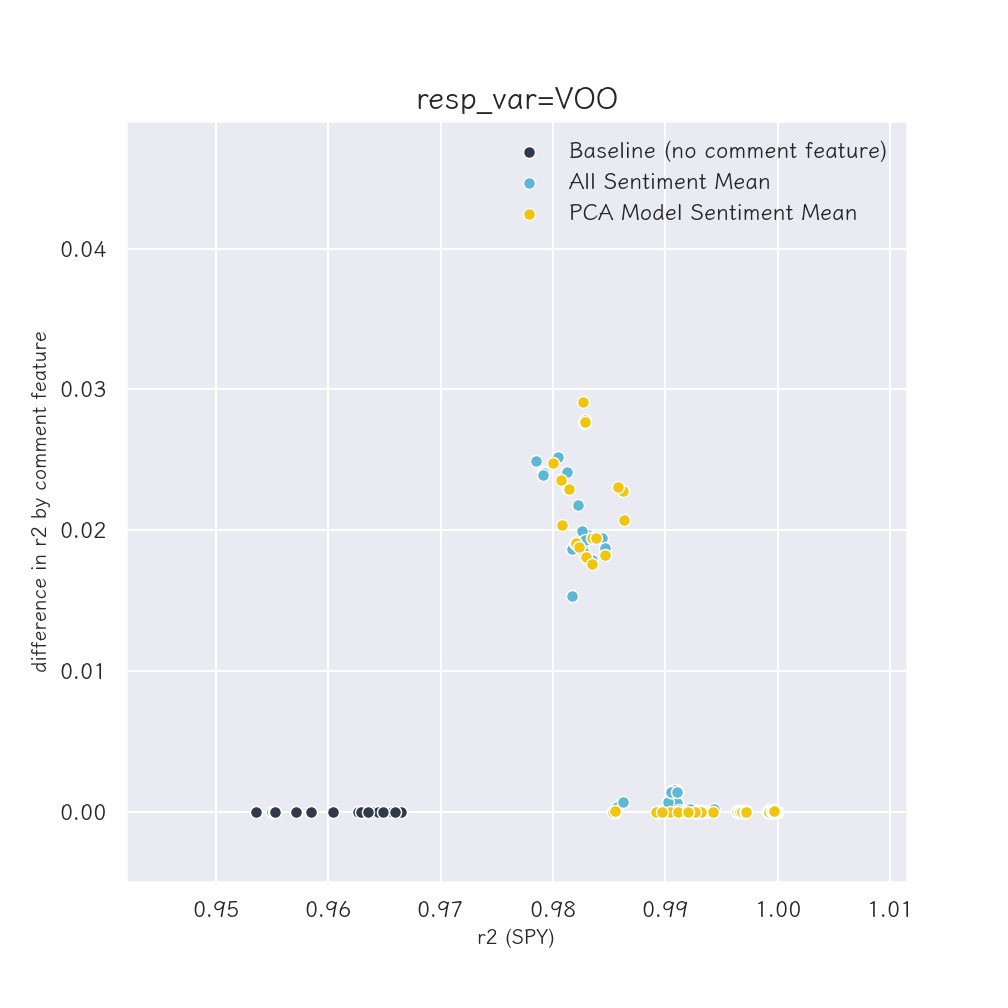 resp_var=VOO
Baseline (no comment feature)
All Sentiment Mean
PCA Model Sentiment Mean
difference in r2 by comment feature
0.04
0.03
0.02
0.01
0.00
0.95 0.96 0.97 0.98 0.99 1.00 1.01
r2 (SPY)